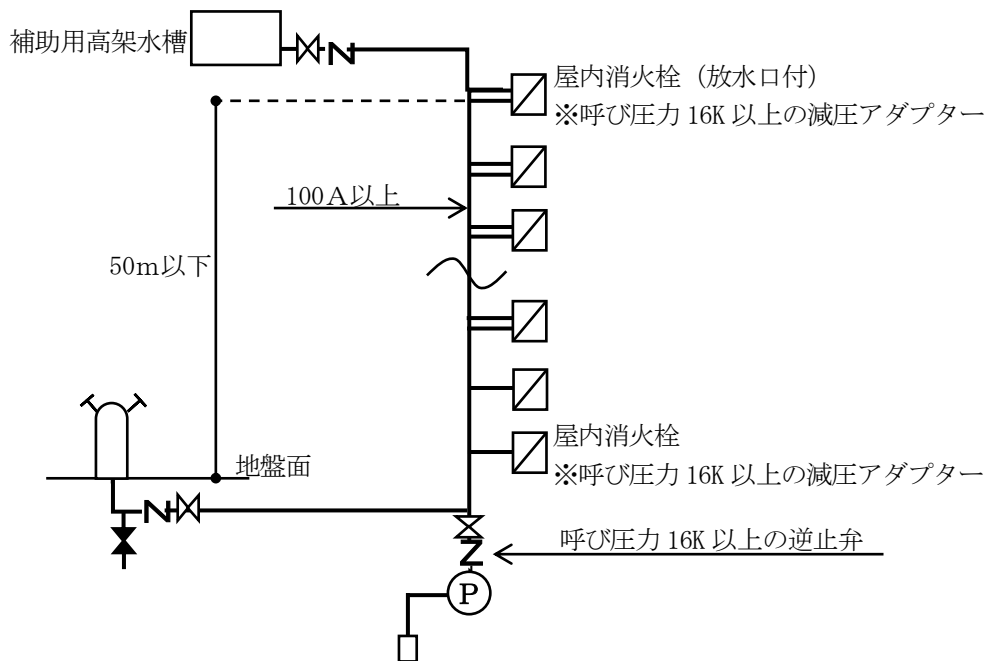 補助用高架水槽
屋内消火栓（放水口付）
※呼び圧力 16K 以上の減圧アダプター
100A以上
50m以下
屋内消火栓
※呼び圧力 16K 以上の減圧アダプター
地盤面
呼び圧力 16K 以上の逆止弁
P